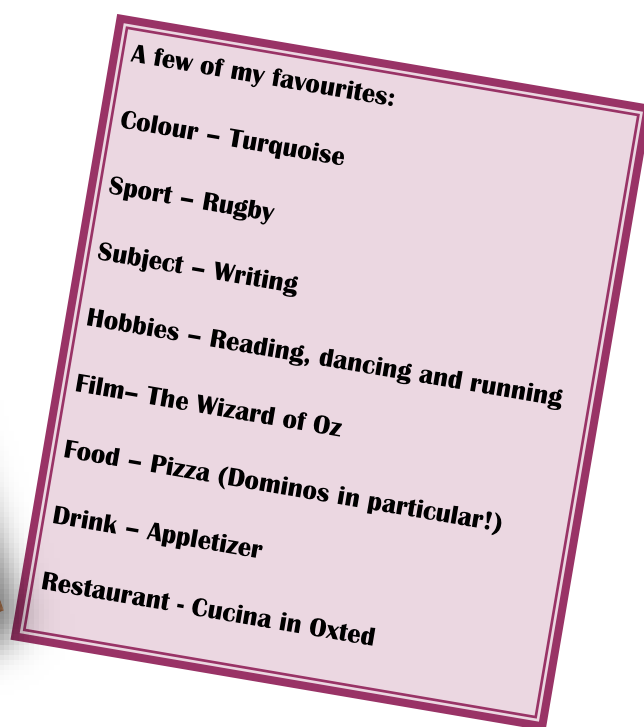 A few of my favourites:
Colour – Turquoise
Sport – Rugby
Subject – Writing
Hobbies – Reading, dancing and running
Film– The Wizard of Oz
Food – Pizza (Dominos in particular!)
Drink – Appletizer
Restaurant - Cucina in Oxted